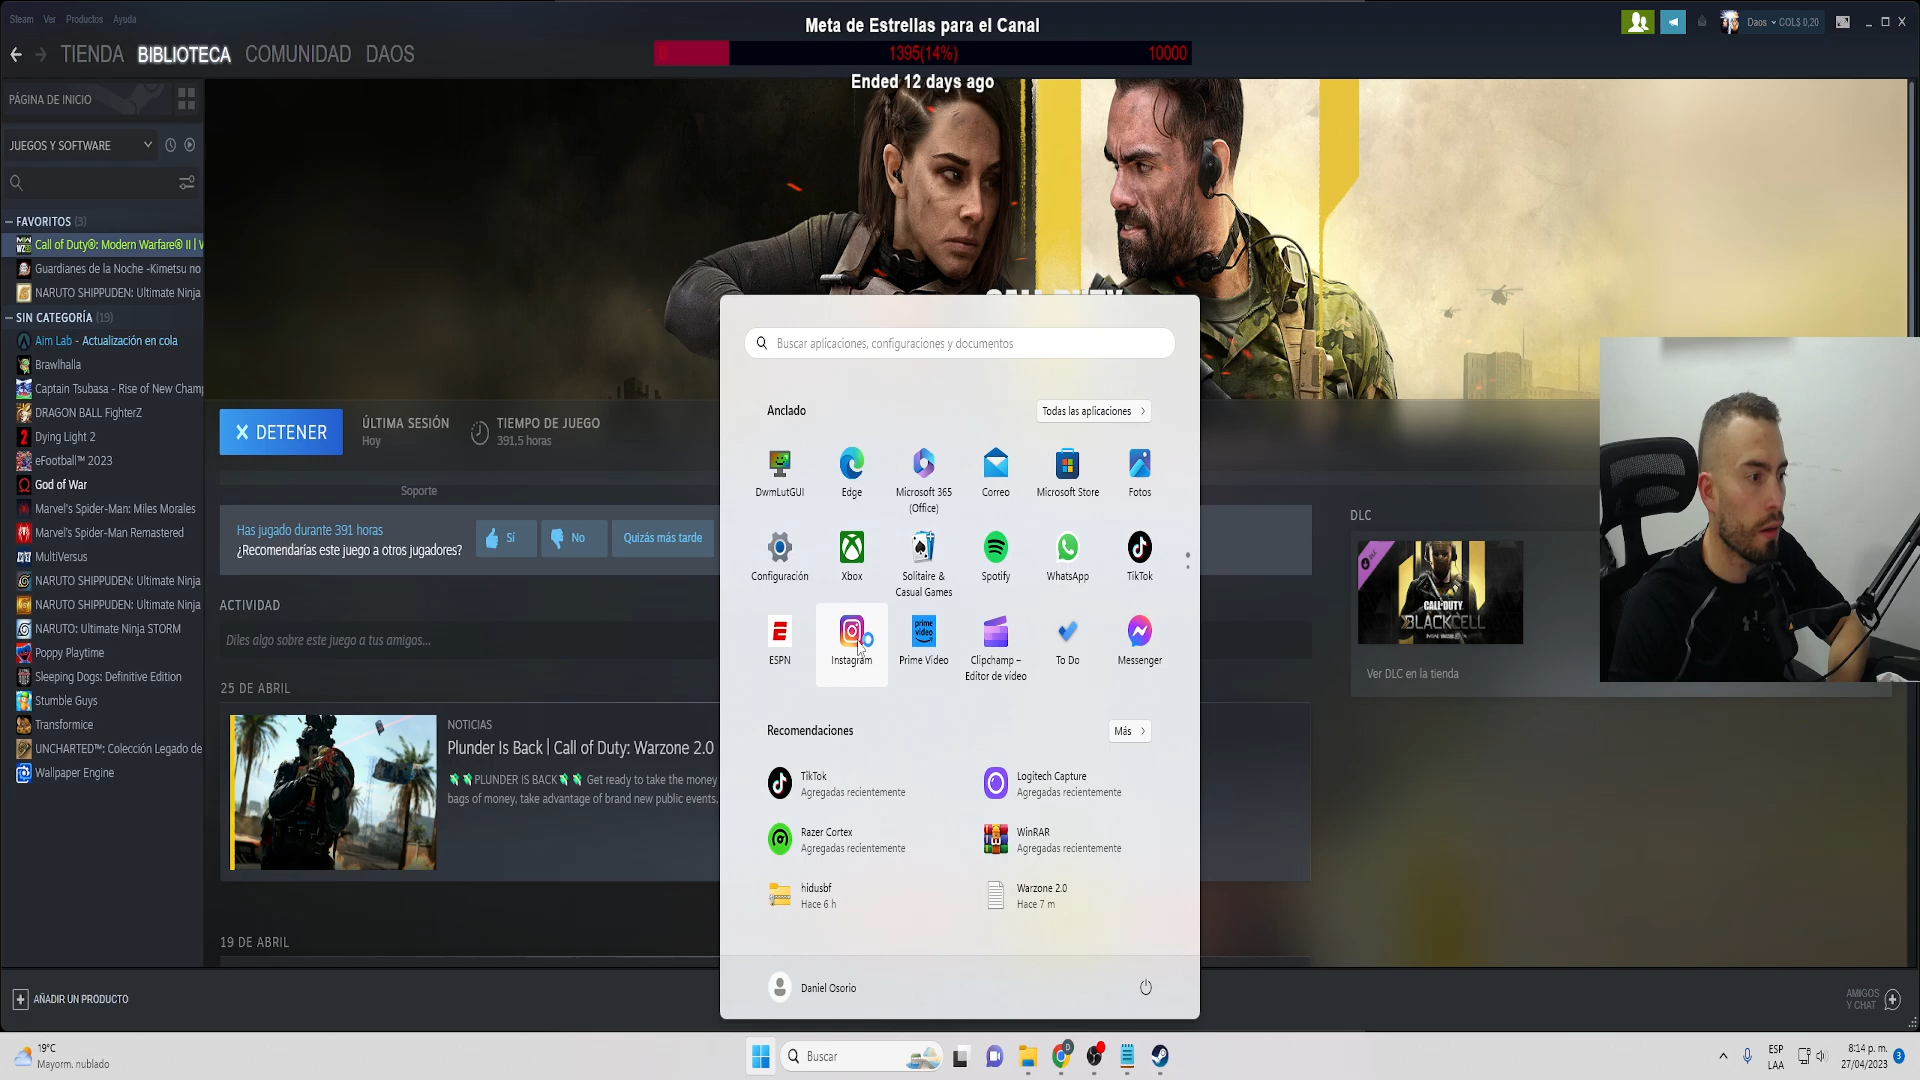 Steam Ver Productos Ayuda
Meta de Estrellas para el Canal
Daos COL$ 0,20
TIENDA BIBLIOTECA COMUNIDAD DAOS
0 1395(14%) 10000
Ended 12 days ago
PÁGINA DE INICIO
JUEGOS Y SOFTWARE
FAVORITOS (3)
Call of Duty®: Modern Warfare® II | W
Guardianes de la Noche -Kimetsu no
NARUTO SHIPPUDEN: Ultimate Ninja
SIN CATEGORÍA (19)
Aim Lab - Actualización en cola
Brawlhalla
Captain Tsubasa - Rise of New Champ
DRAGON BALL FighterZ
Dying Light 2
eFootball™ 2023
God of War
Marvel's Spider-Man: Miles Morales
Marvel's Spider-Man Remastered
MultiVersus
NARUTO SHIPPUDEN: Ultimate Ninja
NARUTO SHIPPUDEN: Ultimate Ninja
NARUTO: Ultimate Ninja STORM
Poppy Playtime
Sleeping Dogs: Definitive Edition
Stumble Guys
Transformice
UNCHARTED™: Colección Legado de
Wallpaper Engine
AÑADIR UN PRODUCTO
DETENER
ÚLTIMA SESIÓN
Hoy
TIEMPO DE JUEGO
391,5 horas
Soporte
Has jugado durante 391 horas
¿Recomendarías este juego a otros jugadores?
Sí No Quizás más tarde
ACTIVIDAD
Diles algo sobre este juego a tus amigos...
25 DE ABRIL
NOTICIAS
Plunder Is Back | Call of Duty: Warzone 2.0
PLUNDER IS BACK Get ready to take the money
bags of money, take advantage of brand new public events,
19 DE ABRIL
Buscar aplicaciones, configuraciones y documentos
Anclado
Todas las aplicaciones
DwmLutGUI Edge Microsoft 365 (Office) Correo Microsoft Store Fotos
Configuración Xbox Solitaire & Casual Games Spotify WhatsApp TikTok
prime video
ESPN Instagram Prime Video Clipchamp – Editor de video To Do Messenger
Recomendaciones
Más
TikTok
Agregadas recientemente
Logitech Capture
Agregadas recientemente
Razer Cortex
Agregadas recientemente
WinRAR
Agregadas recientemente
hidusbf
Hace 6 h
Warzone 2.0
Hace 7 m
Daniel Osorio
DLC
CALL OF DUTY
BLACKCELL
Ver DLC en la tienda
AMIGOS
Y CHAT
19°C
Mayorm. nublado
Buscar
ESP
LAA
8:14 p. m.
27/04/2023
3